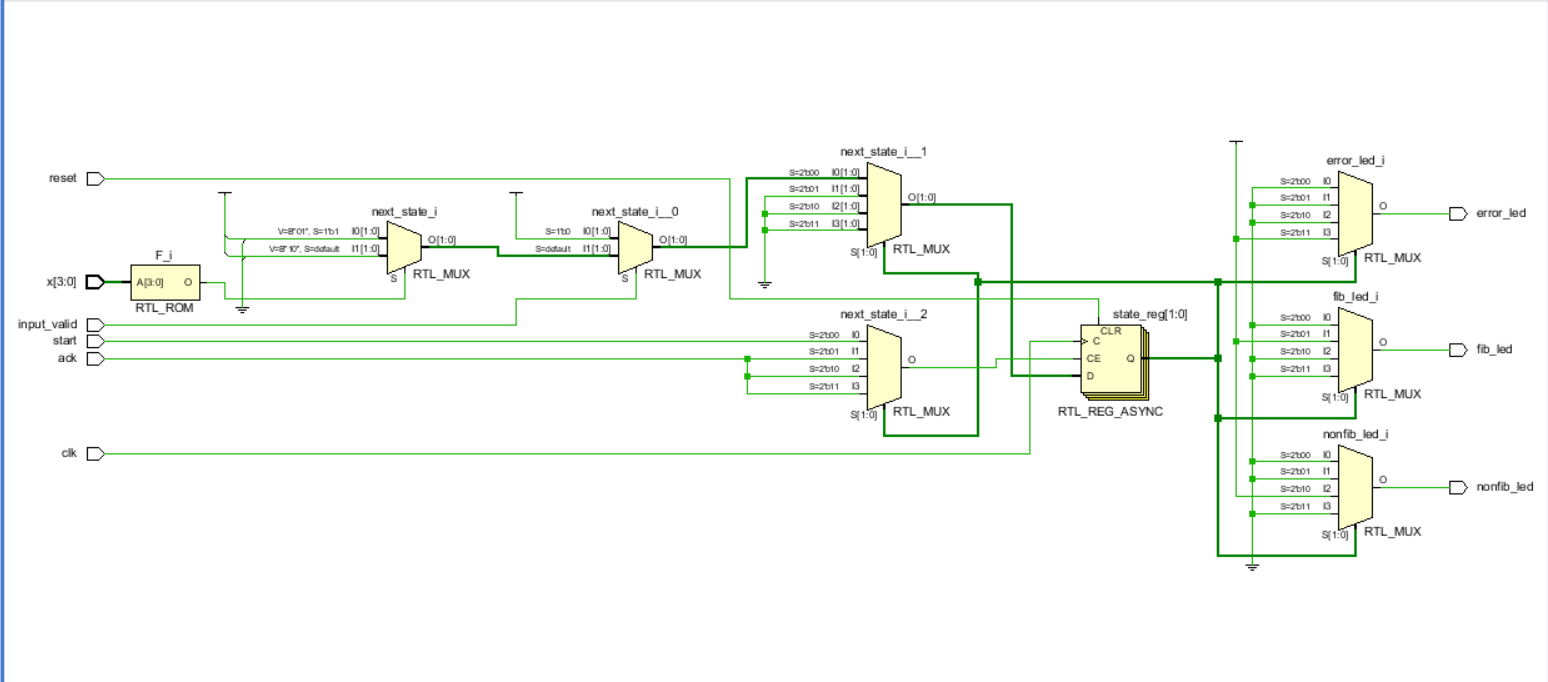 reset
x[3:0]
input_valid
start
ack
clk
F_i
A[3:0] O
RTL_ROM
next_state_i
V=B"01", S=1'b1 I0[1:0]
V=B"10", S=default I1[1:0]
O[1:0]
S
RTL_MUX
next_state_i__0
S=1'b0 I0[1:0]
S=default I1[1:0]
O[1:0]
S
RTL_MUX
next_state_i__1
S=2'b00 I0[1:0]
S=2'b01 I1[1:0]
S=2'b10 I2[1:0]
S=2'b11 I3[1:0]
O[1:0]
S[1:0]
RTL_MUX
next_state_i__2
S=2'b00 I0
S=2'b01 I1
S=2'b10 I2
S=2'b11 I3
O
S[1:0]
RTL_MUX
state_reg[1:0]
CLR
C
CE Q
D
RTL_REG_ASYNC
error_led_i
S=2'b00 I0
S=2'b01 I1
S=2'b10 I2
S=2'b11 I3
O
S[1:0]
RTL_MUX
error_led
fib_led_i
S=2'b00 I0
S=2'b01 I1
S=2'b10 I2
S=2'b11 I3
O
S[1:0]
RTL_MUX
fib_led
nonfib_led_i
S=2'b00 I0
S=2'b01 I1
S=2'b10 I2
S=2'b11 I3
O
S[1:0]
RTL_MUX
nonfib_led